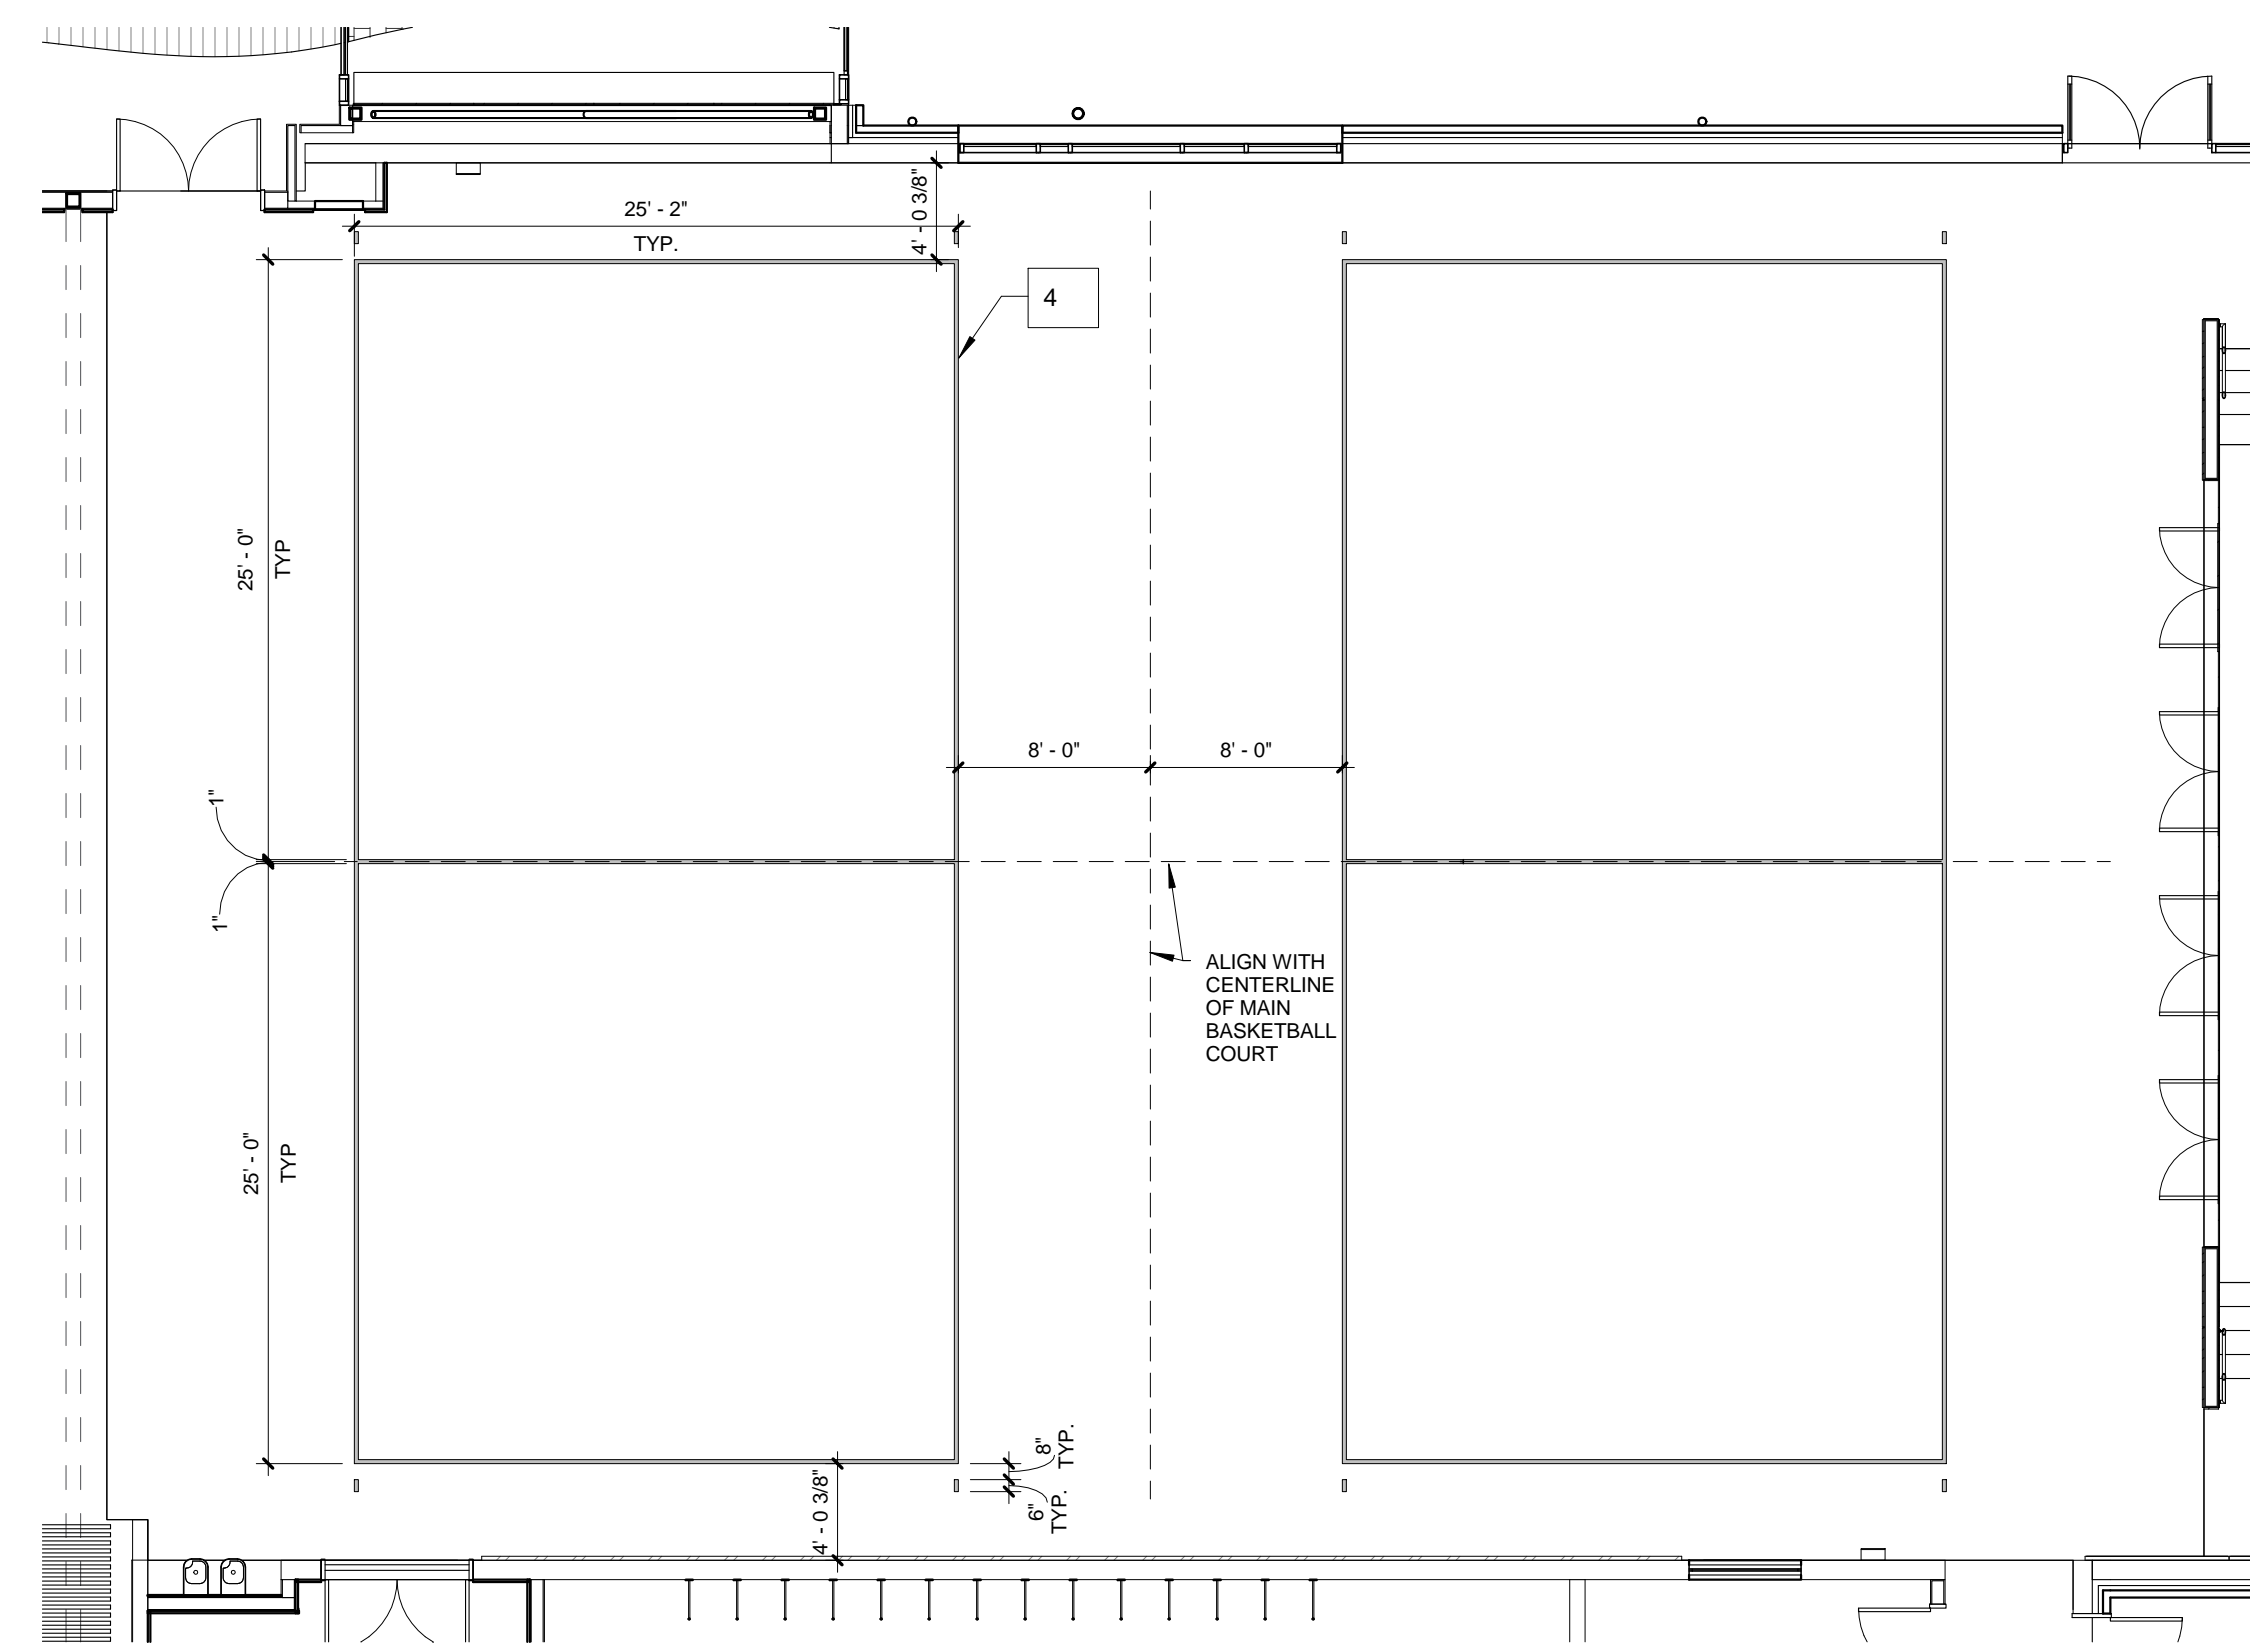 4' - 0 3/8"
25' - 2"
TYP.
4
25' - 0"
TYP
8' - 0"
8' - 0"
1"
1"
ALIGN WITH
CENTERLINE
OF MAIN
BASKETBALL
COURT
25' - 0"
TYP
8"
TYP.
4' - 0 3/8"
6"
TYP.